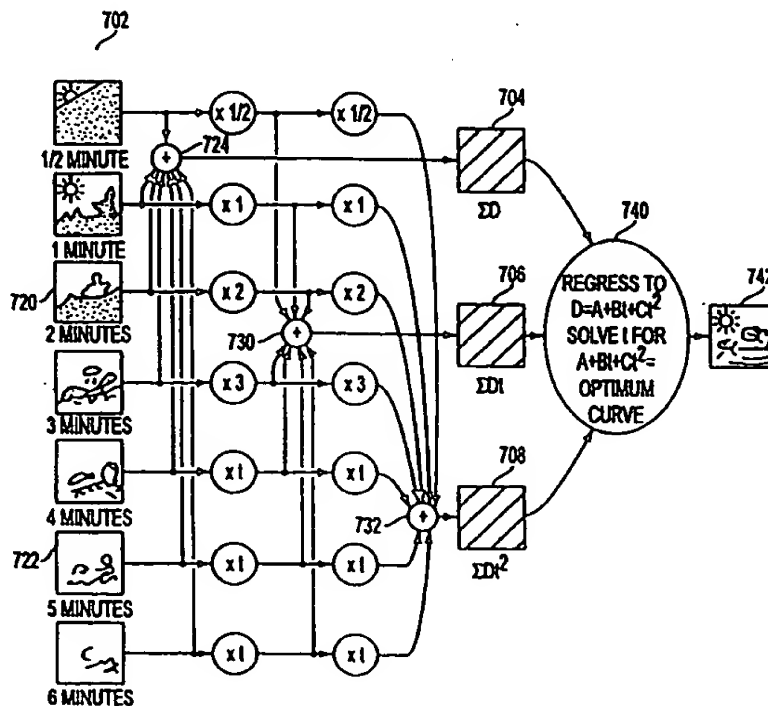 702
x 1/2
x 1/2
1/2 MINUTE
+
724
704
ΣD
x 1
x 1
1 MINUTE
720
x 2
x 2
2 MINUTES
730
+
706
ΣDt
740
REGRESS TO
D=A+Bt+Ct²
SOLVE t FOR
A+Bt+Ct²=
OPTIMUM
CURVE
742
x 3
x 3
3 MINUTES
x t
x t
4 MINUTES
732
+
708
ΣDt²
722
x t
x t
5 MINUTES
x t
x t
6 MINUTES